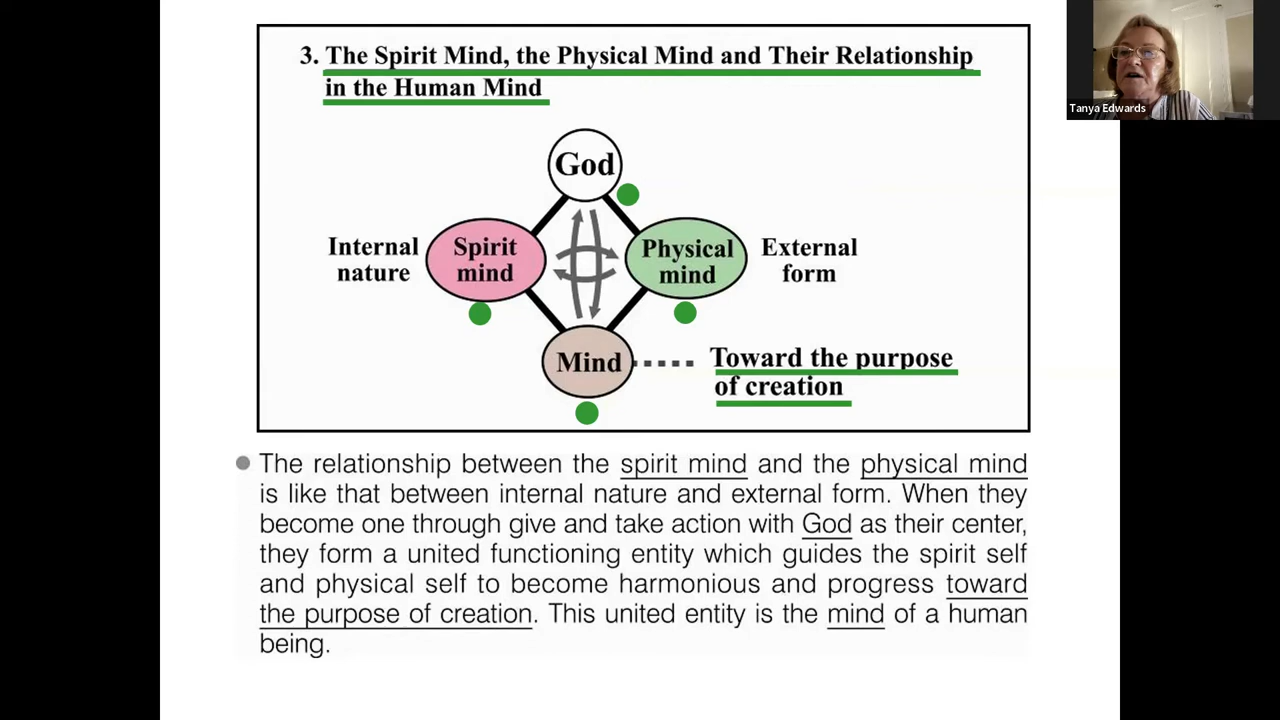 3. The Spirit Mind, the Physical Mind and Their Relationship
in the Human Mind
God
Internal
nature
Spirit
mind
Physical
mind
External
form
Mind
Toward the purpose
of creation
The relationship between the spirit mind and the physical mind
is like that between internal nature and external form. When they
become one through give and take action with God as their center,
they form a united functioning entity which guides the spirit self
and physical self to become harmonious and progress toward
the purpose of creation. This united entity is the mind of a human
being.
Tanya Edwards